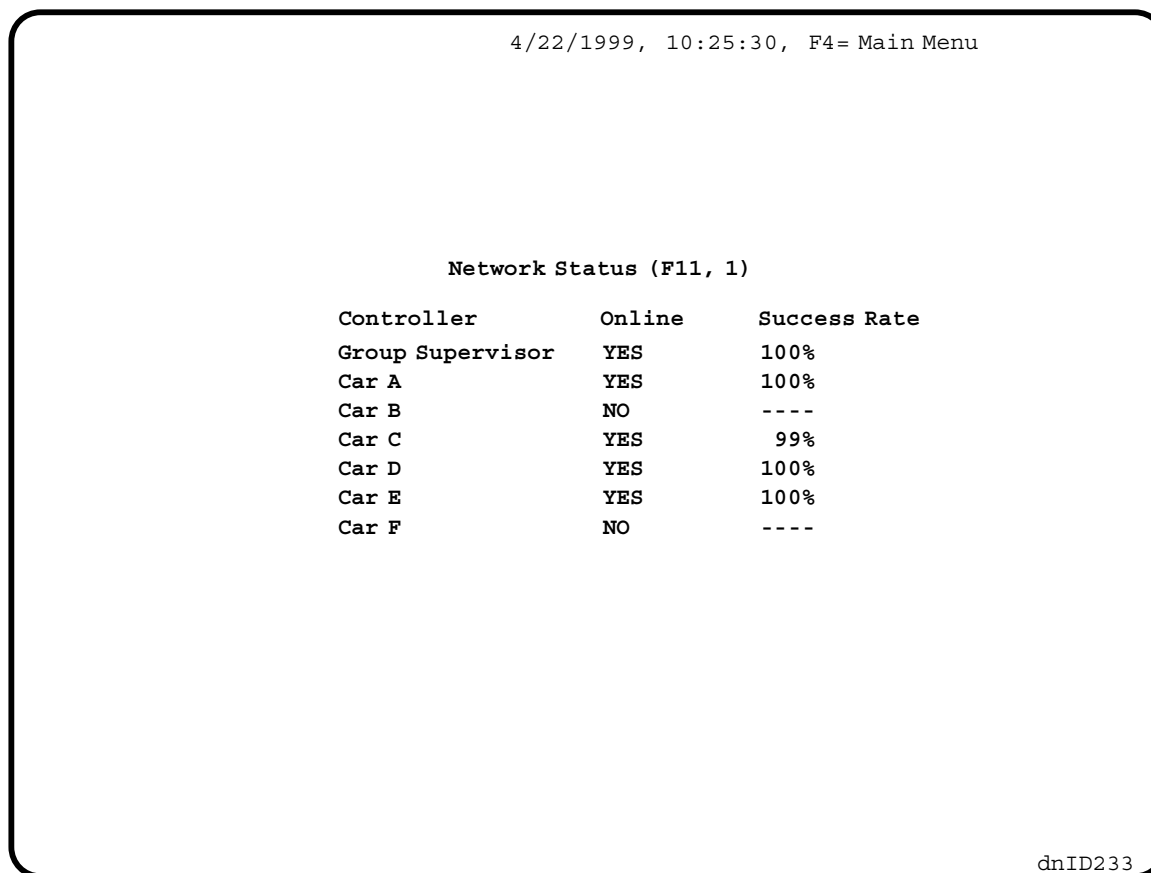 4/22/1999, 10:25:30, F4= Main Menu
Network Status (F11, 1)
Controller Online Success Rate
Group Supervisor YES 100%
Car A YES 100%
Car B NO ----
Car C YES 99%
Car D YES 100%
Car E YES 100%
Car F NO ----
dnID233